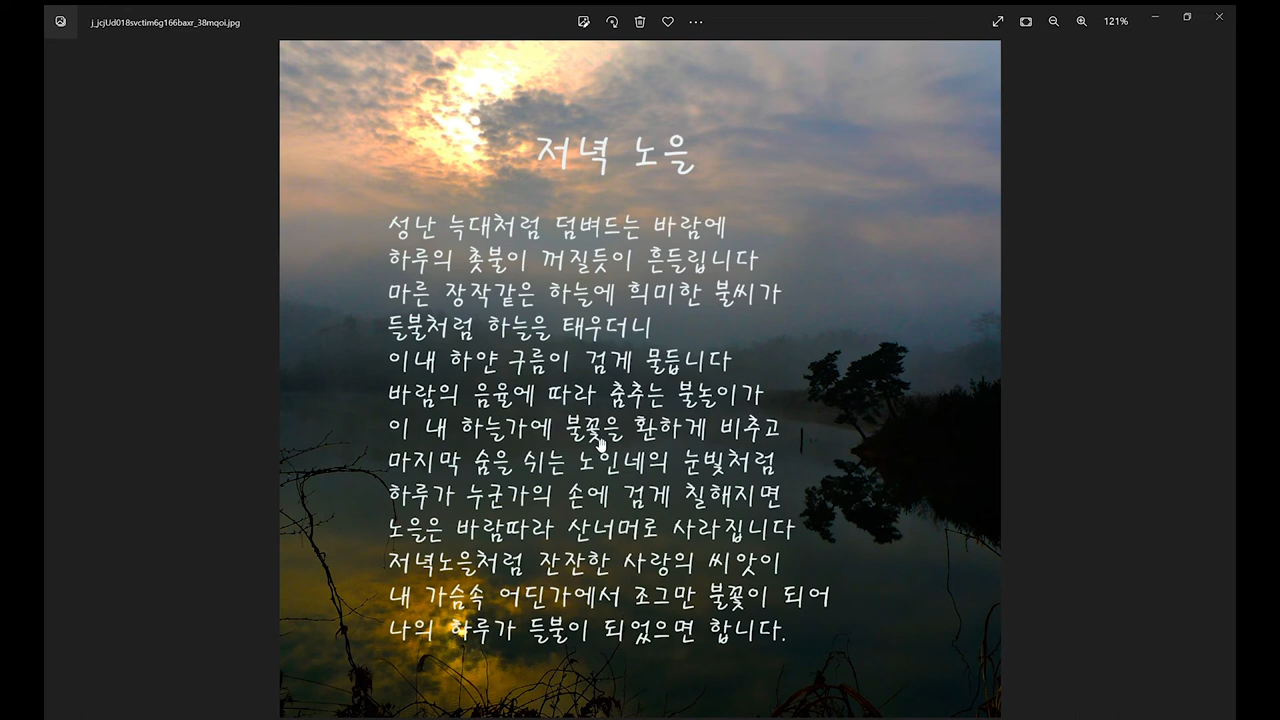 j_jcjUd018svctim6g166baxr_38mqoi.jpg
121%
저녁 노을
성난 늑대처럼 덤벼드는 바람에
하루의 촛불이 꺼질듯이 흔들립니다
마른 장작같은 하늘에 희미한 불씨가
들불처럼 하늘을 태우더니
이내 하얀 구름이 검게 물듭니다
바람의 음율에 따라 춤추는 불놀이가
이 내 하늘가에 불꽃을 환하게 비추고
마지막 숨을 쉬는 노인네의 눈빛처럼
하루가 누군가의 손에 검게 칠해지면
노을은 바람따라 산너머로 사라집니다
저녁노을처럼 잔잔한 사랑의 씨앗이
내 가슴속 어딘가에서 조그만 불꽃이 되어
나의 하루가 들불이 되었으면 합니다.